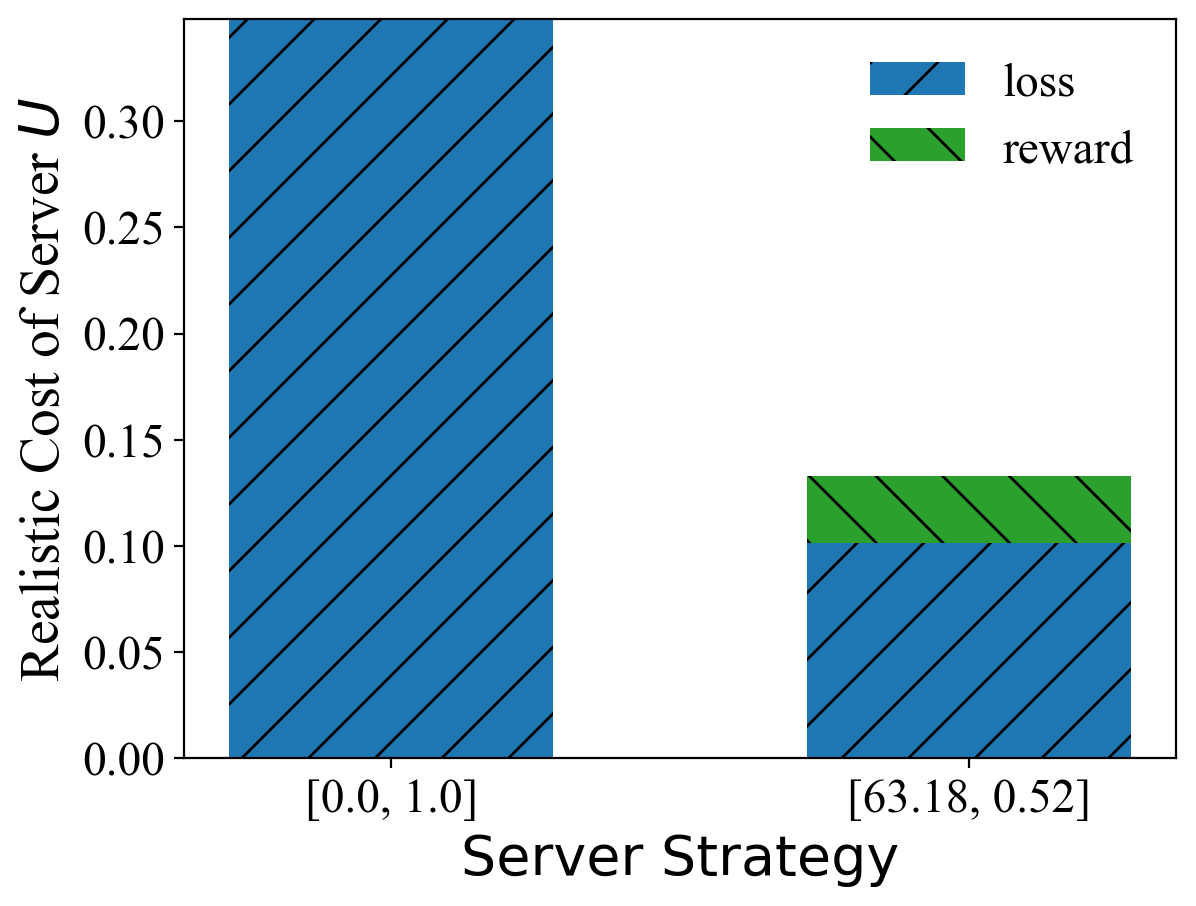 Realistic Cost of Server U
0.30
0.25
0.20
0.15
0.10
0.05
0.00
loss
reward
[0.0, 1.0]
[63.18, 0.52]
Server Strategy